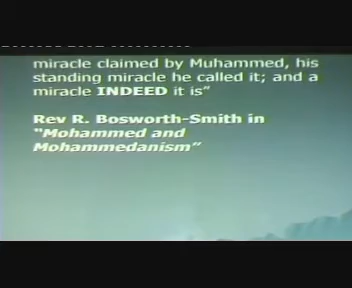 miracle claimed by Muhammed, his
standing miracle he called it; and a
miracle INDEED it is"
Rev R. Bosworth-Smith in
"Mohammed and
Mohammedanism"